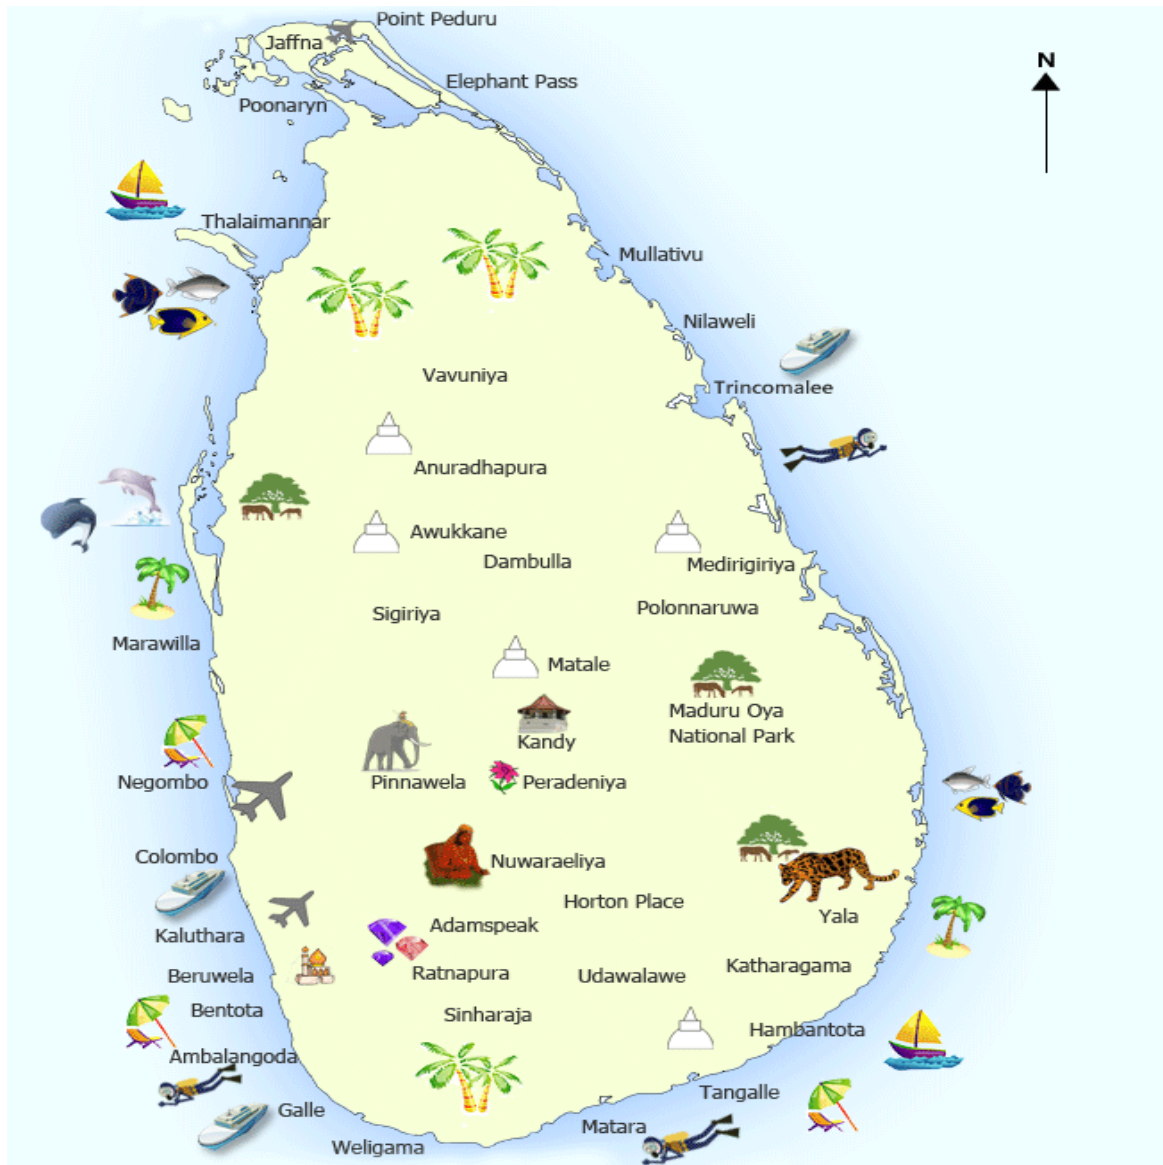 Point Peduru
Jaffna
N
Elephant Pass
Poonaryn
Thalaimannar
Mullativu
Nilaweli
Vavuniya
Trincomalee
Anuradhapura
Awukkane
Dambulla
Medirigiriya
Sigiriya
Polonnaruwa
Marawilla
Matale
Maduru Oya
National Park
Kandy
Negombo
Pinnawela
Peradeniya
Colombo
Nuwaraeliya
Horton Place
Yala
Adamspeak
Kaluthara
Katharagama
Ratnapura
Beruwela
Udawalawe
Bentota
Sinharaja
Hambantota
Ambalangoda
Tangalle
Galle
Matara
Weligama